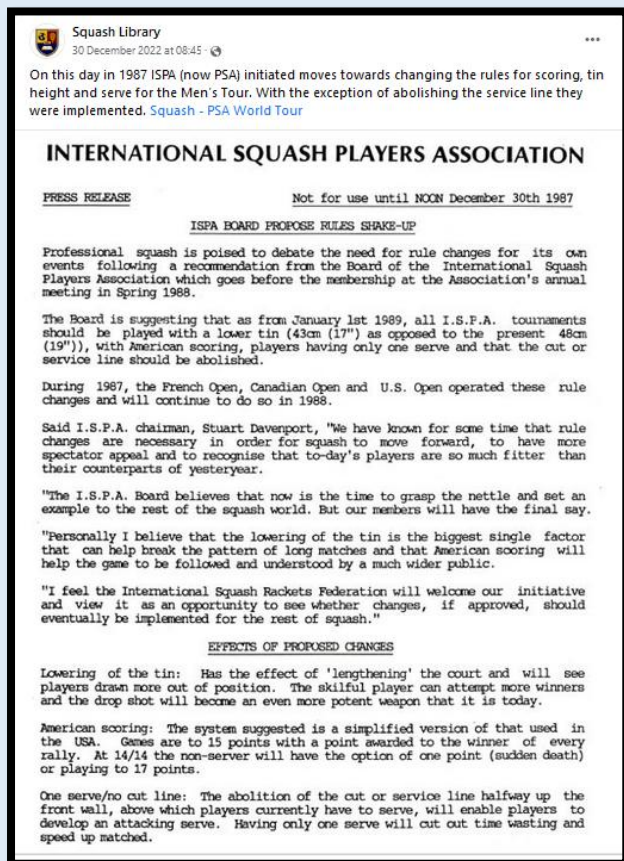 Squash Library
30 December 2022 at 08:45 ·
On this day in 1987 ISPA (now PSA) initiated moves towards changing the rules for scoring, tin
height and serve for the Men's Tour. With the exception of abolishing the service line they
were implemented. Squash - PSA World Tour
INTERNATIONAL SQUASH PLAYERS ASSOCIATION
PRESS RELEASE Not for use until NOON December 30th 1987
ISPA BOARD PROPOSE RULES SHAKE-UP
Professional squash is poised to debate the need for rule changes for its own
events following a recommendation from the Board of the International Squash
Players Association which goes before the membership at the Association's annual
meeting in Spring 1988.
The Board is suggesting that as from January 1st 1989, all I.S.P.A. tournaments
should be played with a lower tin (43cm (17") as opposed to the present 48cm
(19")), with American scoring, players having only one serve and that the cut or
service line should be abolished.
During 1987, the French Open, Canadian Open and U.S. Open operated these rule
changes and will continue to do so in 1988.
Said I.S.P.A. chairman, Stuart Davenport, "We have known for some time that rule
changes are necessary in order for squash to move forward, to have more
spectator appeal and to recognise that to-day's players are so much fitter than
their counterparts of yesteryear.
"The I.S.P.A. Board believes that now is the time to grasp the nettle and set an
example to the rest of the squash world. But our members will have the final say.
"Personally I believe that the lowering of the tin is the biggest single factor
that can help break the pattern of long matches and that American scoring will
help the game to be followed and understood by a much wider public.
"I feel the International Squash Rackets Federation will welcome our initiative
and view it as an opportunity to see whether changes, if approved, should
eventually be implemented for the rest of squash."
EFFECTS OF PROPOSED CHANGES
Lowering of the tin: Has the effect of 'lengthening' the court and will see
players drawn more out of position. The skilful player can attempt more winners
and the drop shot will become an even more potent weapon that it is today.
American scoring: The system suggested is a simplified version of that used in
the USA. Games are to 15 points with a point awarded to the winner of every
rally. At 14/14 the non-server will have the option of one point (sudden death)
or playing to 17 points.
One serve/no cut line: The abolition of the cut or service line halfway up the
front wall, above which players currently have to serve, will enable players to
develop an attacking serve. Having only one serve will cut out time wasting and
speed up matched.